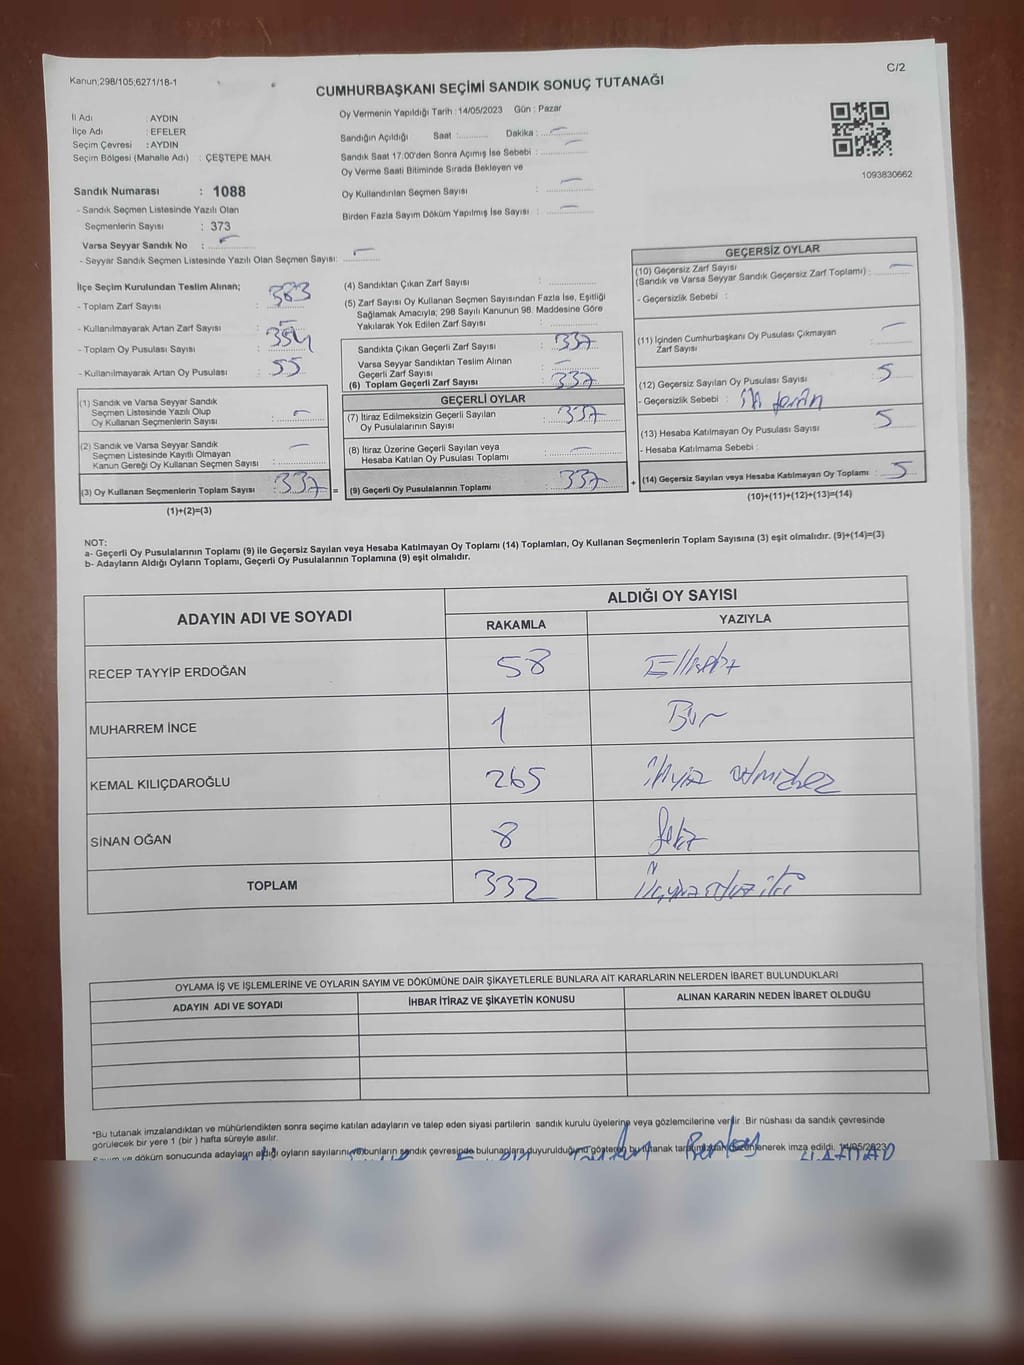 Kanun;298/105,6271/18-1
C/2
CUMHURBAŞKANI SEÇİMİ SANDIK SONUÇ TUTANAĞI
İl Adı AYDIN
İlçe Adı : EFELER
Seçim Çevresi : AYDIN
Seçim Bölgesi (Mahalle Adı) : ÇEŞTEPE MAH.
Sandık Numarası : 1088
- Sandık Seçmen Listesinde Yazılı Olan
Seçmenlerin Sayısı : 373
Varsa Seyyar Sandık No :
- Seyyar Sandık Seçmen Listesinde Yazılı Olan Seçmen Sayısı:
Oy Vermenin Yapıldığı Tarih : 14/05/2023 Gün : Pazar
Sandığın Açıldığı Saat : Dakika :
Sandık Saat 17:00'den Sonra Açımış İse Sebebi :
Oy Verme Saati Bitiminde Sırada Bekleyen ve
Oy Kullandırılan Seçmen Sayısı :
Birden Fazla Sayım Döküm Yapılmış İse Sayısı :
1093830662
İlçe Seçim Kurulundan Teslim Alınan;
- Toplam Zarf Sayısı : 383
- Kullanılmayarak Artan Zarf Sayısı :
- Toplam Oy Pusulası Sayısı : 354
- Kullanılmayarak Artan Oy Pusulası : 55
(1) Sandık ve Varsa Seyyar Sandık
Seçmen Listesinde Yazılı Olup
Oy Kullanan Seçmenlerin Sayısı :
(2) Sandık ve Varsa Seyyar Sandık
Seçmen Listesinde Kayıtlı Olmayan
Kanun Gereği Oy Kullanan Seçmen Sayısı :
(3) Oy Kullanan Seçmenlerin Toplam Sayısı : 337 =
(1)+(2)=(3)
(4) Sandıktan Çıkan Zarf Sayısı :
(5) Zarf Sayısı Oy Kullanan Seçmen Sayısından Fazla İse, Eşitliği
Sağlamak Amacıyla; 298 Sayılı Kanunun 98. Maddesine Göre
Yakılarak Yok Edilen Zarf Sayısı :
Sandıkta Çıkan Geçerli Zarf Sayısı : 337
Varsa Seyyar Sandıktan Teslim Alınan
Geçerli Zarf Sayısı :
(6) Toplam Geçerli Zarf Sayısı : 337
GEÇERLİ OYLAR
(7) İtiraz Edilmeksizin Geçerli Sayılan
Oy Pusulalarının Sayısı : 337
(8) İtiraz Üzerine Geçerli Sayılan veya
Hesaba Katılan Oy Pusulası Toplamı :
(9) Geçerli Oy Pusulalarının Toplamı : 337 +
GEÇERSİZ OYLAR
(10) Geçersiz Zarf Sayısı
(Sandık ve Varsa Seyyar Sandık Geçersiz Zarf Toplamı) :
- Geçersizlik Sebebi :
(11) İçinden Cumhurbaşkanı Oy Pusulası Çıkmayan
Zarf Sayısı :
(12) Geçersiz Sayılan Oy Pusulası Sayısı : 5
- Geçersizlik Sebebi :
(13) Hesaba Katılmayan Oy Pusulası Sayısı : 5
- Hesaba Katılmama Sebebi :
(14) Geçersiz Sayılan veya Hesaba Katılmayan Oy Toplamı : 5
(10)+(11)+(12)+(13)=(14)
NOT:
a- Geçerli Oy Pusulalarının Toplamı (9) ile Geçersiz Sayılan veya Hesaba Katılmayan Oy Toplamı (14) Toplamları, Oy Kullanan Seçmenlerin Toplam Sayısına (3) eşit olmalıdır. (9)+(14)=(3)
b- Adayların Aldığı Oyların Toplamı, Geçerli Oy Pusulalarının Toplamına (9) eşit olmalıdır.
ADAYIN ADI VE SOYADI ALDIĞI OY SAYISI
RAKAMLA YAZIYLA
RECEP TAYYİP ERDOĞAN 58 Ellisekiz
MUHARREM İNCE 1 Bir
KEMAL KILIÇDAROĞLU 265 ikiyüz altmışbeş
SİNAN OĞAN 8 Sekiz
TOPLAM 332 Üçyüzotuziki
OYLAMA İŞ VE İŞLEMLERİNE VE OYLARIN SAYIM VE DÖKÜMÜNE DAİR ŞİKAYETLERLE BUNLARA AİT KARARLARIN NELERDEN İBARET BULUNDUKLARI
ADAYIN ADI VE SOYADI İHBAR İTİRAZ VE ŞİKAYETİN KONUSU ALINAN KARARIN NEDEN İBARET OLDUĞU
*Bu tutanak imzalandıktan ve mühürlendikten sonra seçime katılan adayların ve talep eden siyasi partilerin sandık kurulu üyelerine veya gözlemcilerine verilir. Bir nüshası da sandık çevresinde
görülecek bir yere 1 (bir ) hafta süreyle asılır.
Sayım ve döküm sonucunda adayların aldığı oyların sayılarını ve bunların sandık çevresinde bulunanlara duyurulduğunu gösteren bu tutanak tarafımızdan düzenlenerek imza edildi. 14/05/2023